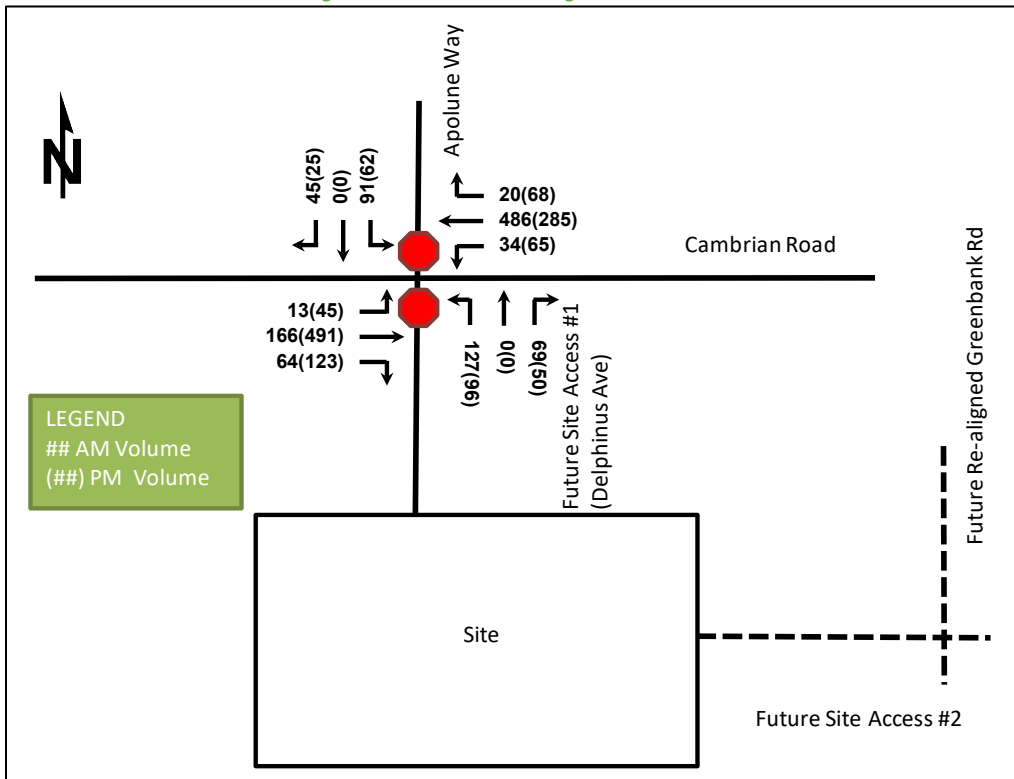 Apolune Way
N
45(25)
0(0)
91(62)
20(68)
486(285)
34(65)
Cambrian Road
13(45)
166(491)
64(123)
127(96)
0(0)
69(50)
Future Site Access #1
(Delphinus Ave)
Future Re-aligned Greenbank Rd
LEGEND
## AM Volume
(##) PM Volume
Site
Future Site Access #2